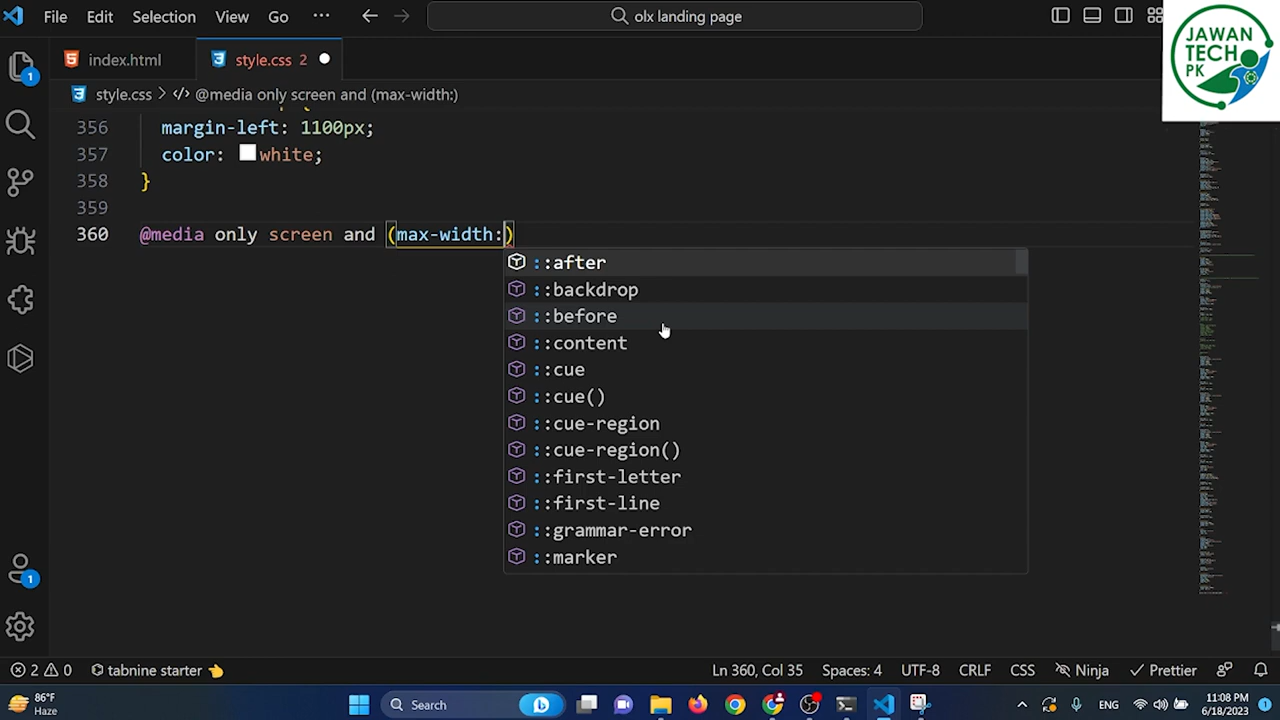 File Edit Selection View Go ··· olx landing page
JAWAN
TECH
PK
index.html style.css 2
style.css > @media only screen and (max-width:)
356 margin-left: 1100px;
357 color: white;
358 }
359
360 @media only screen and (max-width:)
::after
::backdrop
::before
::content
::cue
::cue()
::cue-region
::cue-region()
::first-letter
::first-line
::grammar-error
::marker
1
1
2 0 tabnine starter Ln 360, Col 35 Spaces: 4 UTF-8 CRLF CSS Ninja Prettier
86°F
Haze
Search
ENG
11:08 PM
6/18/2023
1